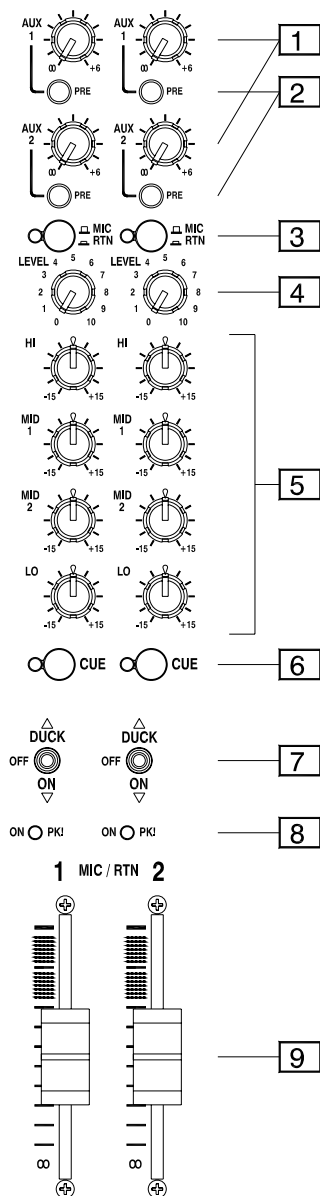 AUX 1 AUX 1
∞ +6 ∞ +6 1
PRE PRE 2
AUX 2 AUX 2
∞ +6 ∞ +6
PRE PRE
MIC MIC 3
RTN RTN
LEVEL 0 1 2 3 4 5 6 7 8 9 10 LEVEL 0 1 2 3 4 5 6 7 8 9 10 4
HI HI
-15 +15 -15 +15
MID 1 MID 1
-15 +15 -15 +15 5
MID 2 MID 2
-15 +15 -15 +15
LO LO
-15 +15 -15 +15
CUE CUE 6
DUCK DUCK
OFF OFF 7
ON ON
ON PK! ON PK! 8
1 MIC / RTN 2
9
∞ ∞